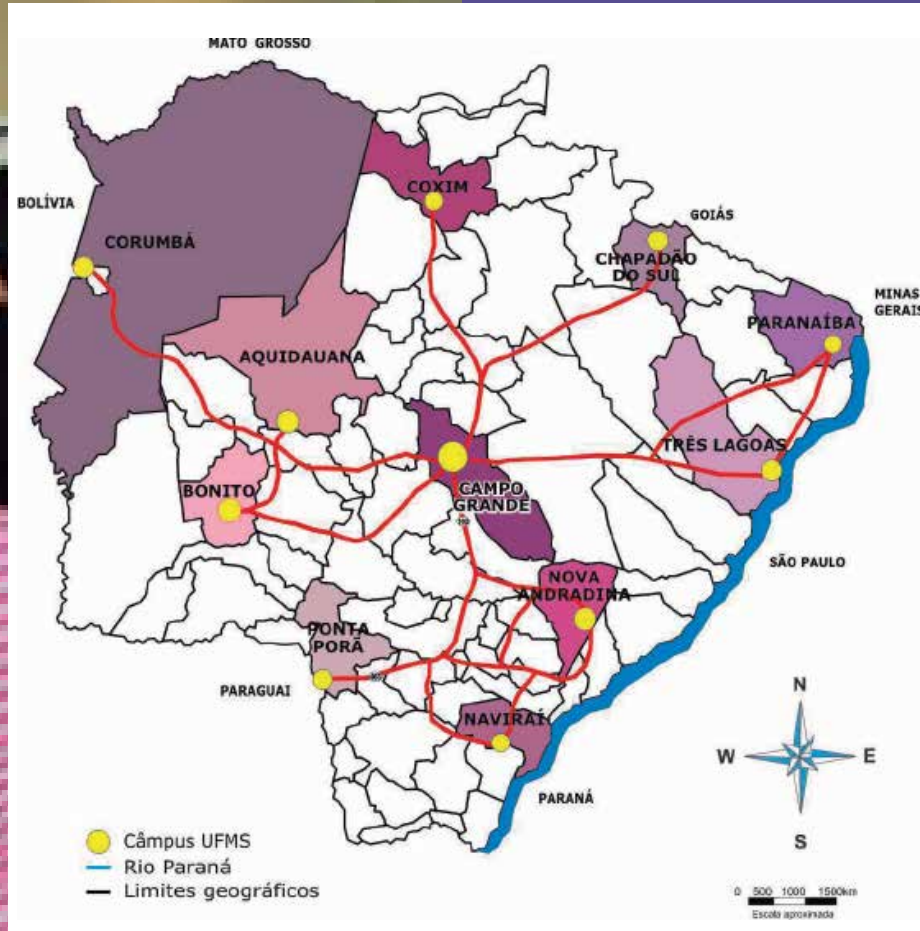 MATO GROSSO
BOLÍVIA
COXIM
GOIÁS
CORUMBÁ
CHAPADÃO
DO SUL
MINAS
GERAIS
PARANAÍBA
AQUIDAUANA
TRÊS LAGOAS
BONITO
CAMPO
GRANDE
SÃO PAULO
NOVA
ANDRADINA
PONTA
PORÃ
PARAGUAI
NAVIRAÍ
PARANÁ
N
W
E
S
Câmpus UFMS
Rio Paraná
Limites geográficos
0 500 1000 1500km
Escala aproximada